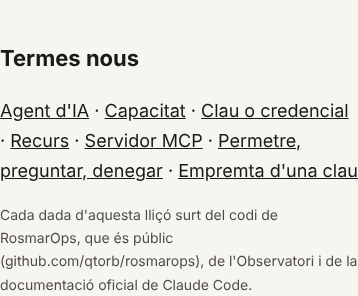 Termes nous
Agent d'IA · Capacitat · Clau o credencial
· Recurs · Servidor MCP · Permetre,
preguntar, denegar · Empremta d'una clau
Cada dada d'aquesta lliçó surt del codi de
RosmarOps, que és públic
(github.com/qtorb/rosmarops), de l'Observatori i de la
documentació oficial de Claude Code.